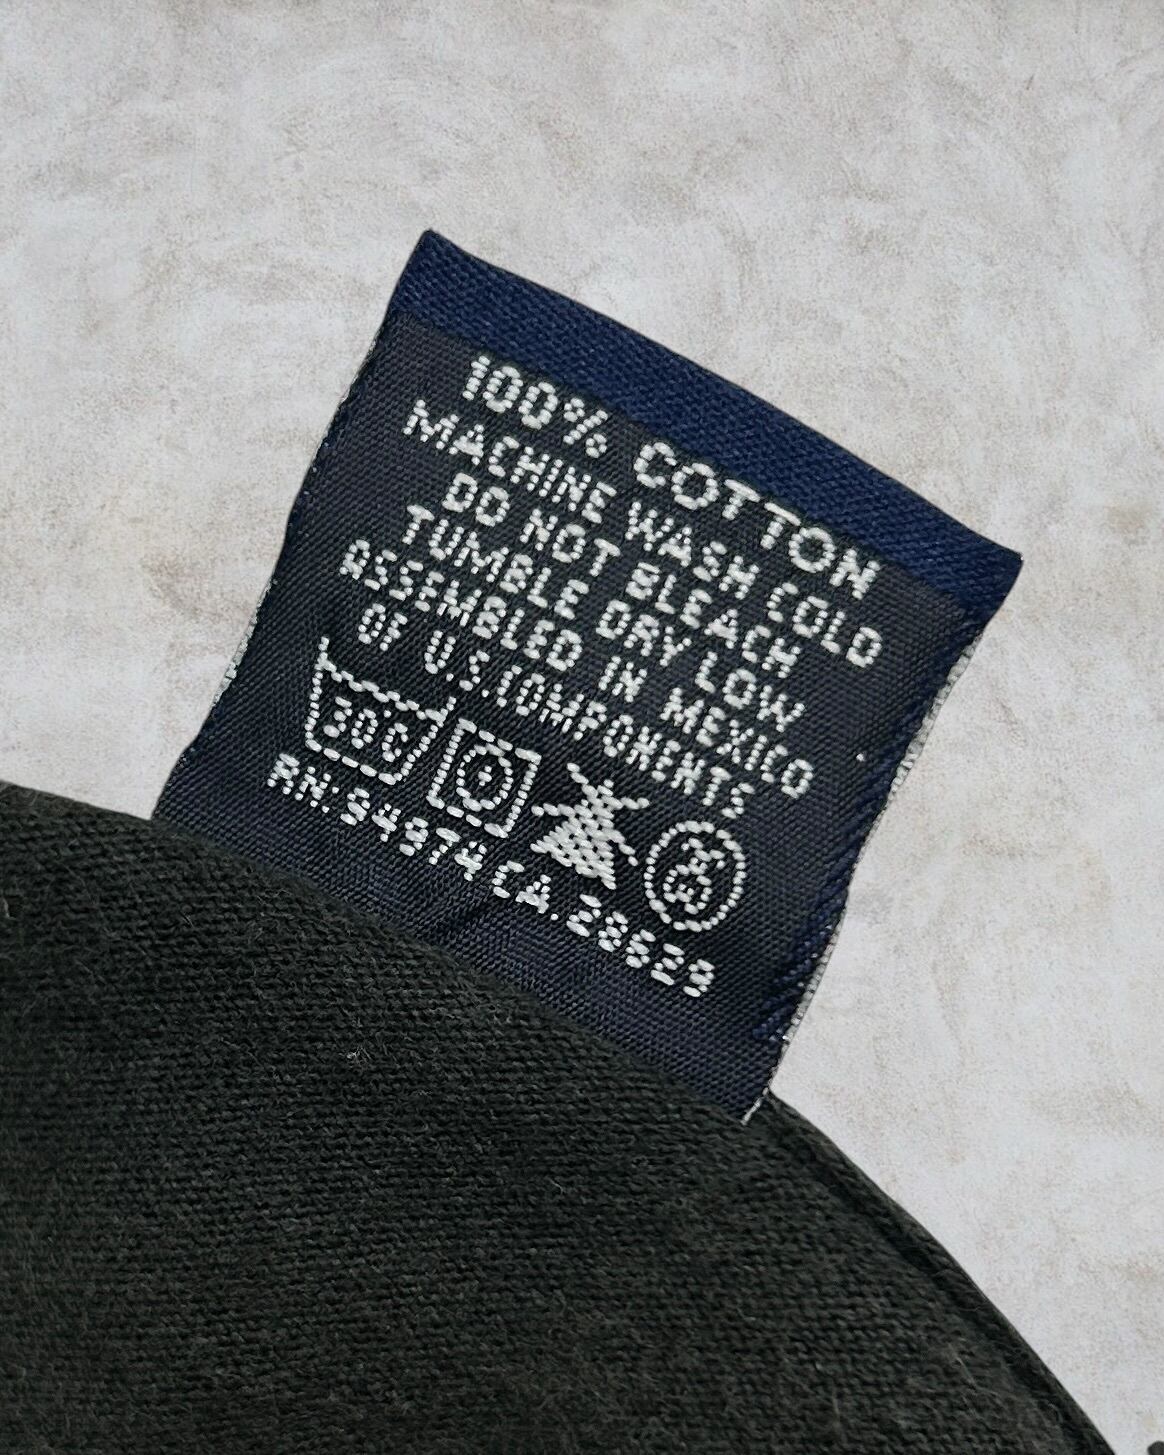 100% COTTON
MACHINE WASH COLD
DO NOT BLEACH
TUMBLE DRY LOW
ASSEMBLED IN MEXICO
OF U.S.COMPONENTS
30°C
RN:54974 CA.28629